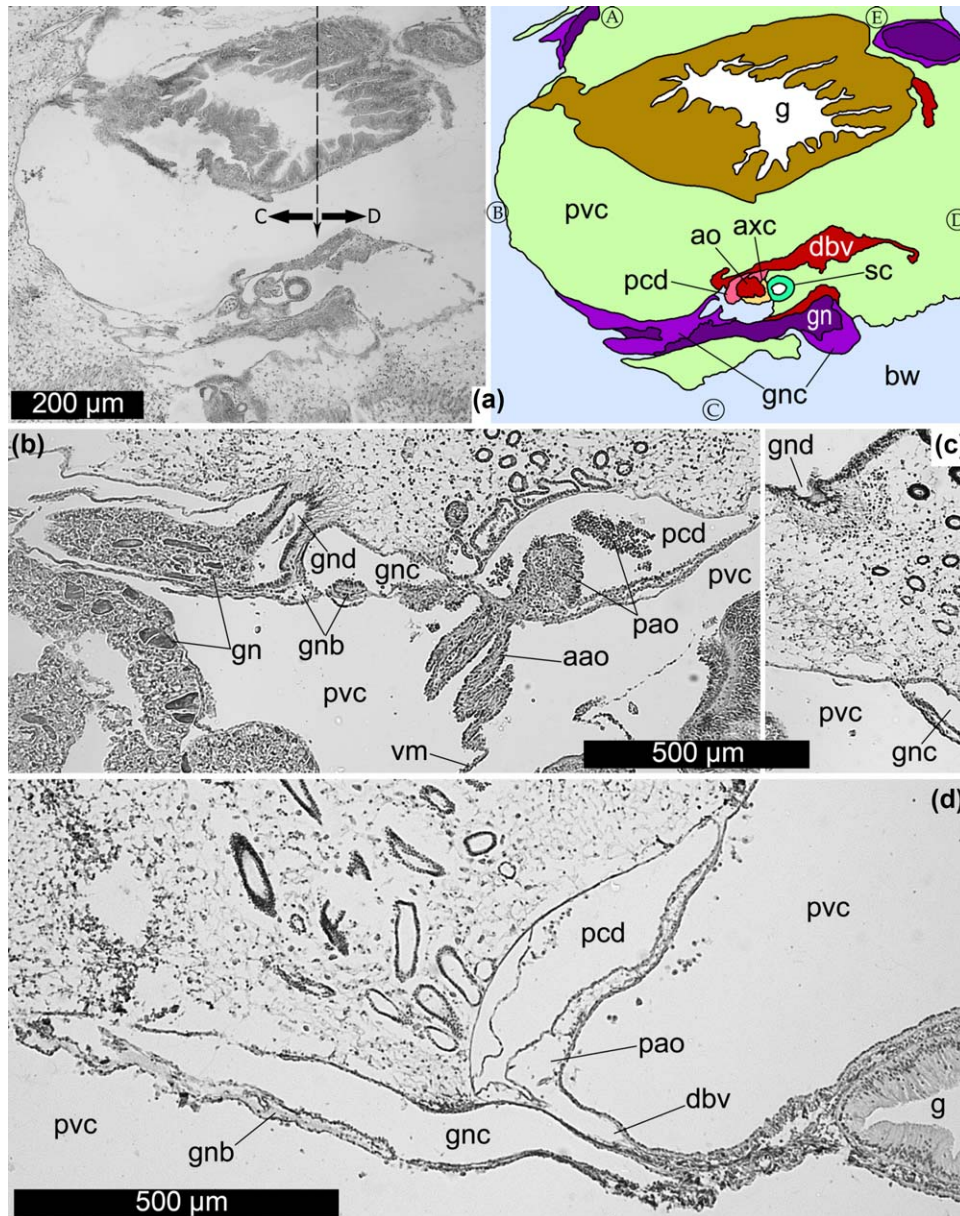 A
E
g
C
D
B
pvc
D
ao
axc
dbv
pcd
sc
gn
gnc
bw
C
200 µm
(a)
(b)
gnd
gnc
pcd
pvc
gn
gnb
pao
aao
pvc
vm
500 µm
(c)
gnd
pvc
gnc
(d)
pvc
pcd
pao
dbv
g
pvc
gnc
gnb
500 µm